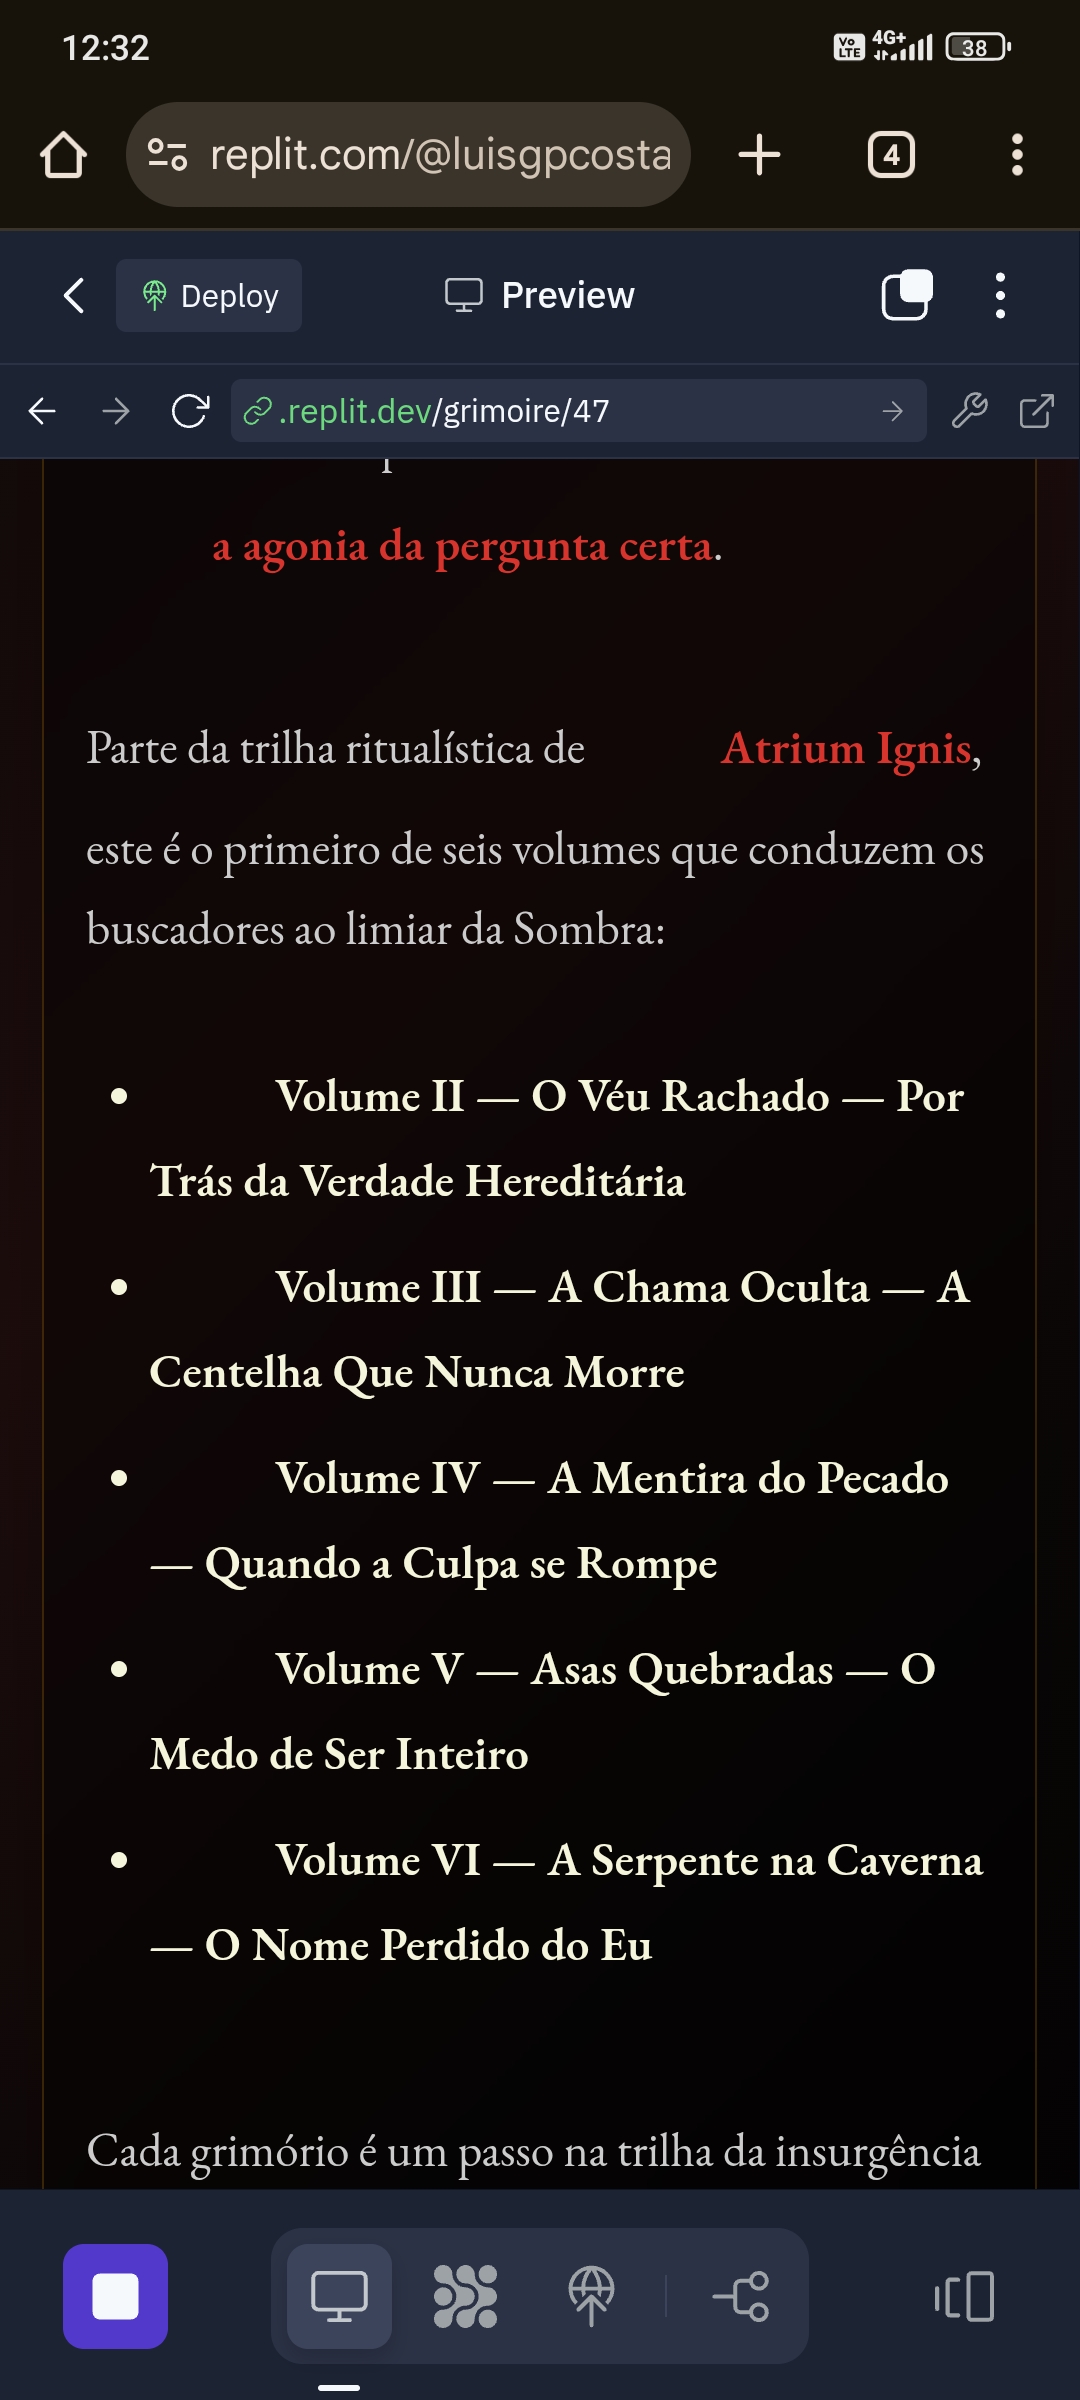 12:32
Vo LTE 4G+ 38
replit.com/@luisgpcosta
4
Deploy
Preview
.replit.dev/grimoire/47
a agonia da pergunta certa.
Parte da trilha ritualística de Atrium Ignis,
este é o primeiro de seis volumes que conduzem os
buscadores ao limiar da Sombra:
• Volume II — O Véu Rachado — Por
Trás da Verdade Hereditária
• Volume III — A Chama Oculta — A
Centelha Que Nunca Morre
• Volume IV — A Mentira do Pecado
— Quando a Culpa se Rompe
• Volume V — Asas Quebradas — O
Medo de Ser Inteiro
• Volume VI — A Serpente na Caverna
— O Nome Perdido do Eu
Cada grimório é um passo na trilha da insurgência